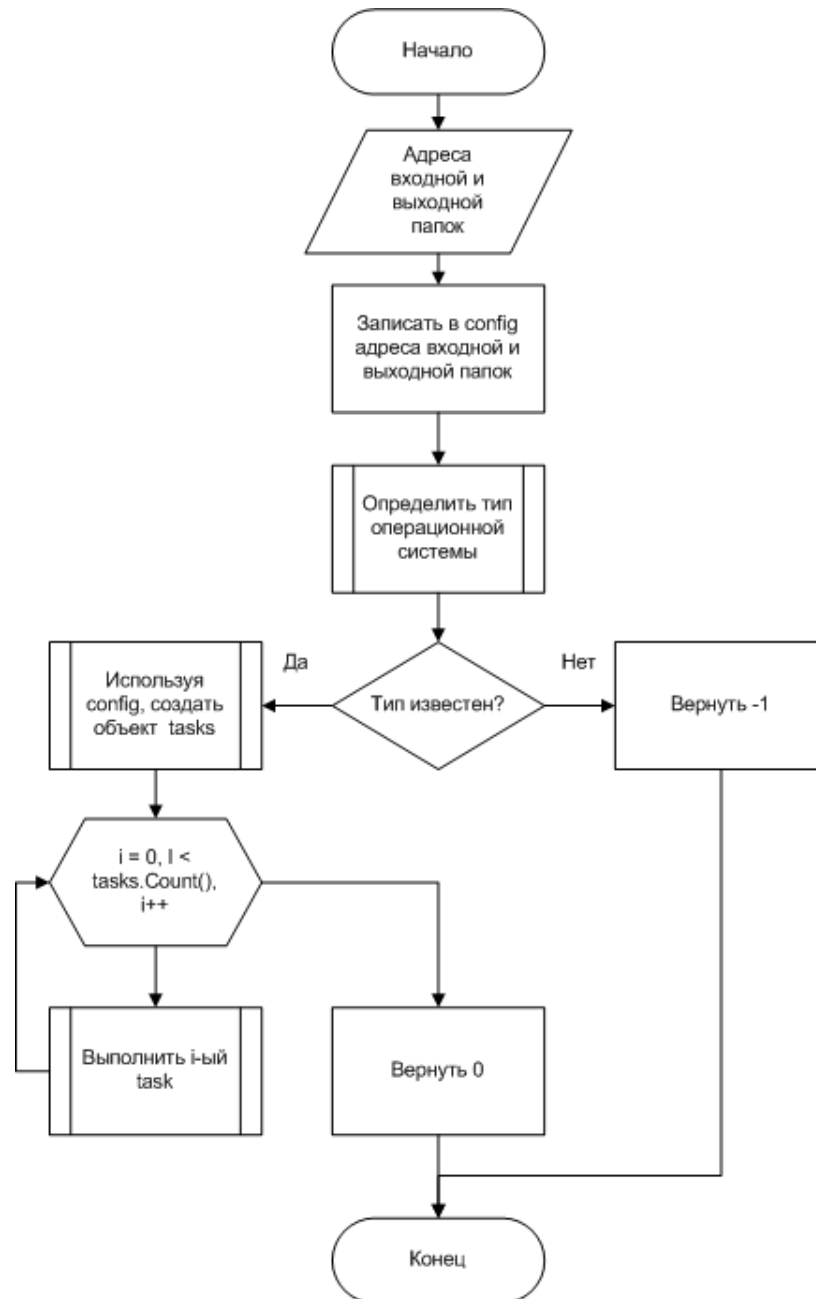 Начало
Адреса
входной и
выходной
папок
Записать в config
адреса входной и
выходной папок
Определить тип
операционной
системы
Да
Нет
Используя
config, создать
объект tasks
Тип известен?
Вернуть -1
i = 0, I <
tasks.Count(),
i++
Выполнить i-ый
task
Вернуть 0
Конец